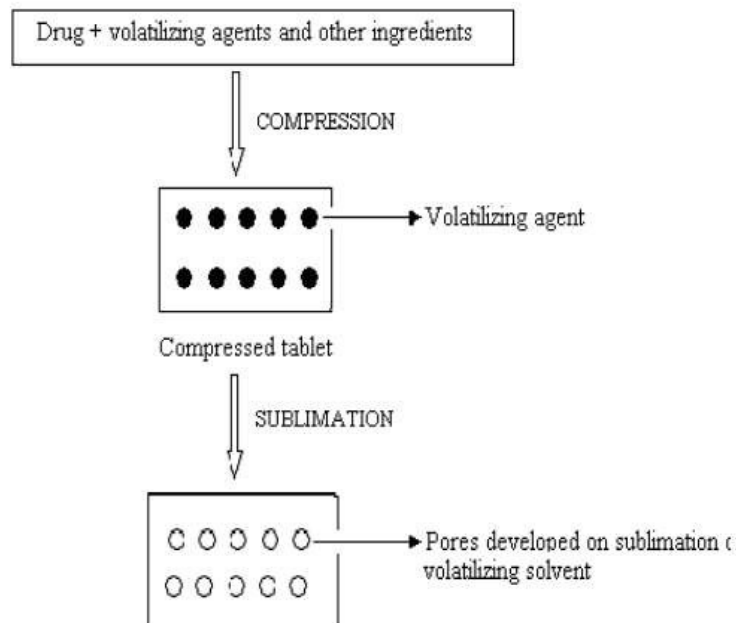 Drug + volatilizing agents and other ingredients
COMPRESSION
Volatilizing agent
Compressed tablet
SUBLIMATION
Pores developed on sublimation
volatilizing solvent